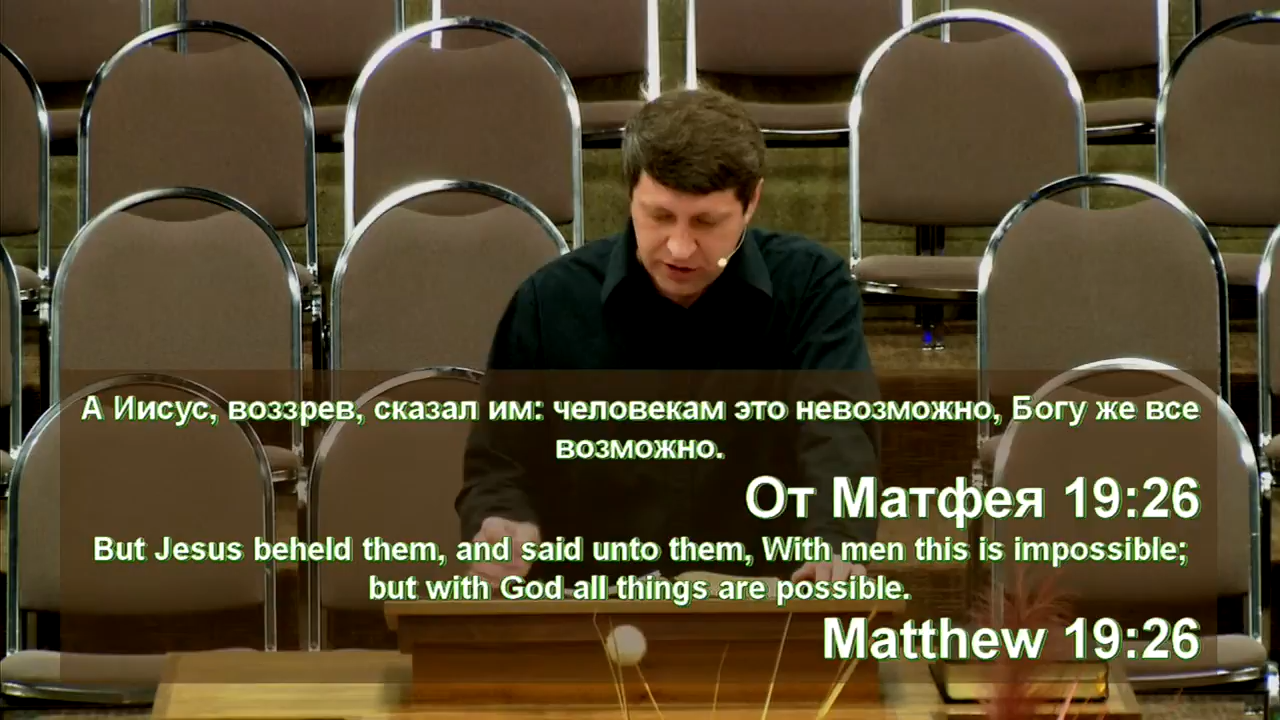 А Иисус, воззрев, сказал им: человекам это невозможно, Богу же все
возможно.
От Матфея 19:26
But Jesus beheld them, and said unto them, With men this is impossible;
but with God all things are possible.
Matthew 19:26